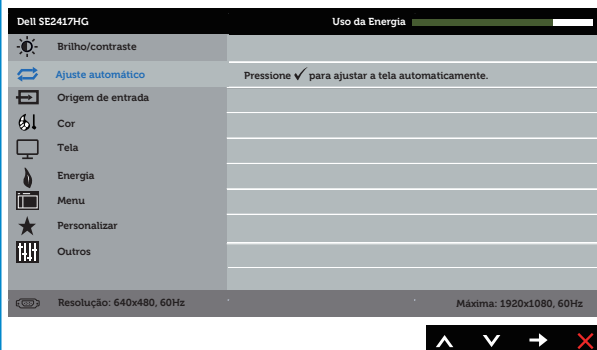 Dell SE2417HG Uso da Energia
Brilho/contraste
Ajuste automático Pressione ✓ para ajustar a tela automaticamente.
Origem de entrada
Cor
Tela
Energia
Menu
Personalizar
Outros
Resolução: 640x480, 60Hz Máxima: 1920x1080, 60Hz